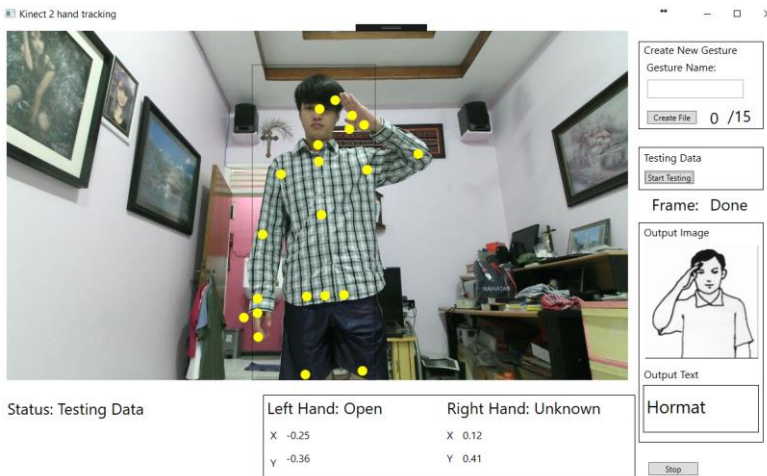 Kinect 2 hand tracking
Create New Gesture
Gesture Name:
Create File 0 /15
Testing Data
Start Testing
Frame: Done
Output Image
Output Text
Hormat
Stop
Status: Testing Data
Left Hand: Open
X -0.25
Y -0.36
Right Hand: Unknown
X 0.12
Y 0.41